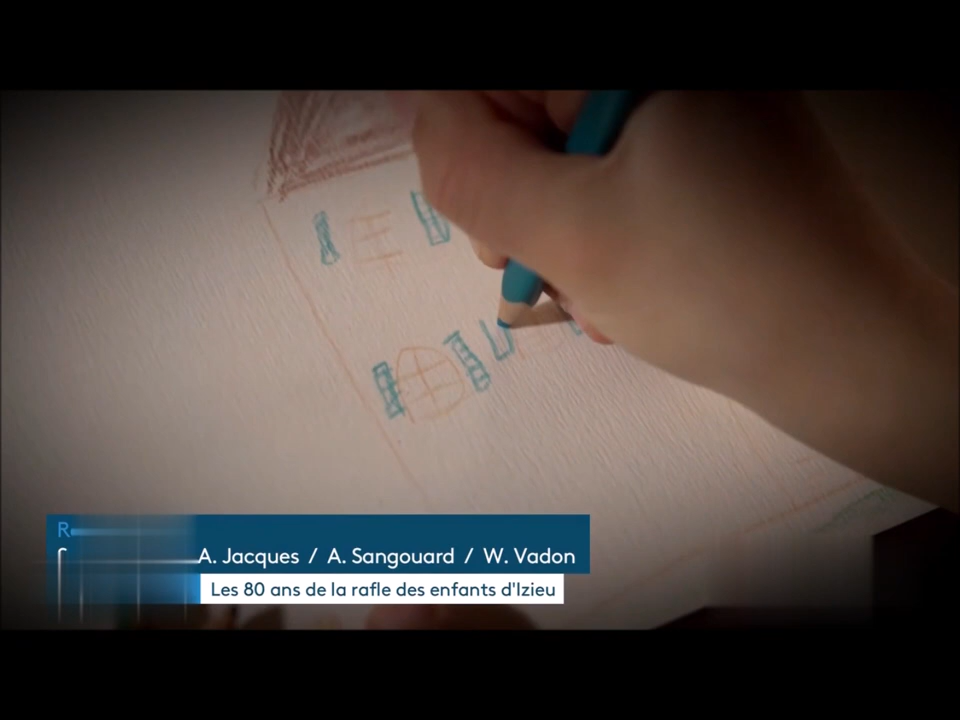 A. Jacques / A. Sangouard / W. Vadon
Les 80 ans de la rafle des enfants d'Izieu